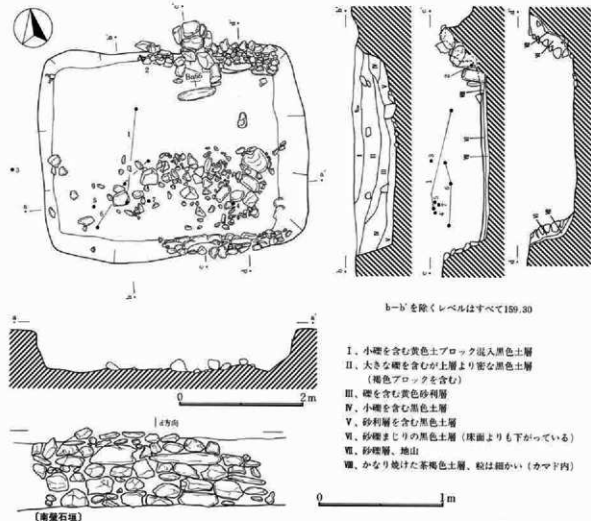 b—b'を除くレベルはすべて159.30
Ⅰ、小礫を含む黄色土ブロック混入黒色土層
Ⅱ、大きな礫を含むが上層より密な黒色土層
(褐色ブロックを含む)
Ⅲ、礫を含む黄色砂利層
Ⅳ、小礫を含む黒色土層
Ⅴ、砂利層を含む黒色土層
Ⅵ、砂礫まじりの黒色土層(床面よりも下がっている)
Ⅶ、砂礫層、地山
Ⅷ、かなり焼けた茶褐色土層、粒は細かい(カマド内)
a
a'
0
2m
d方向
0
1m
〔南壁石垣〕